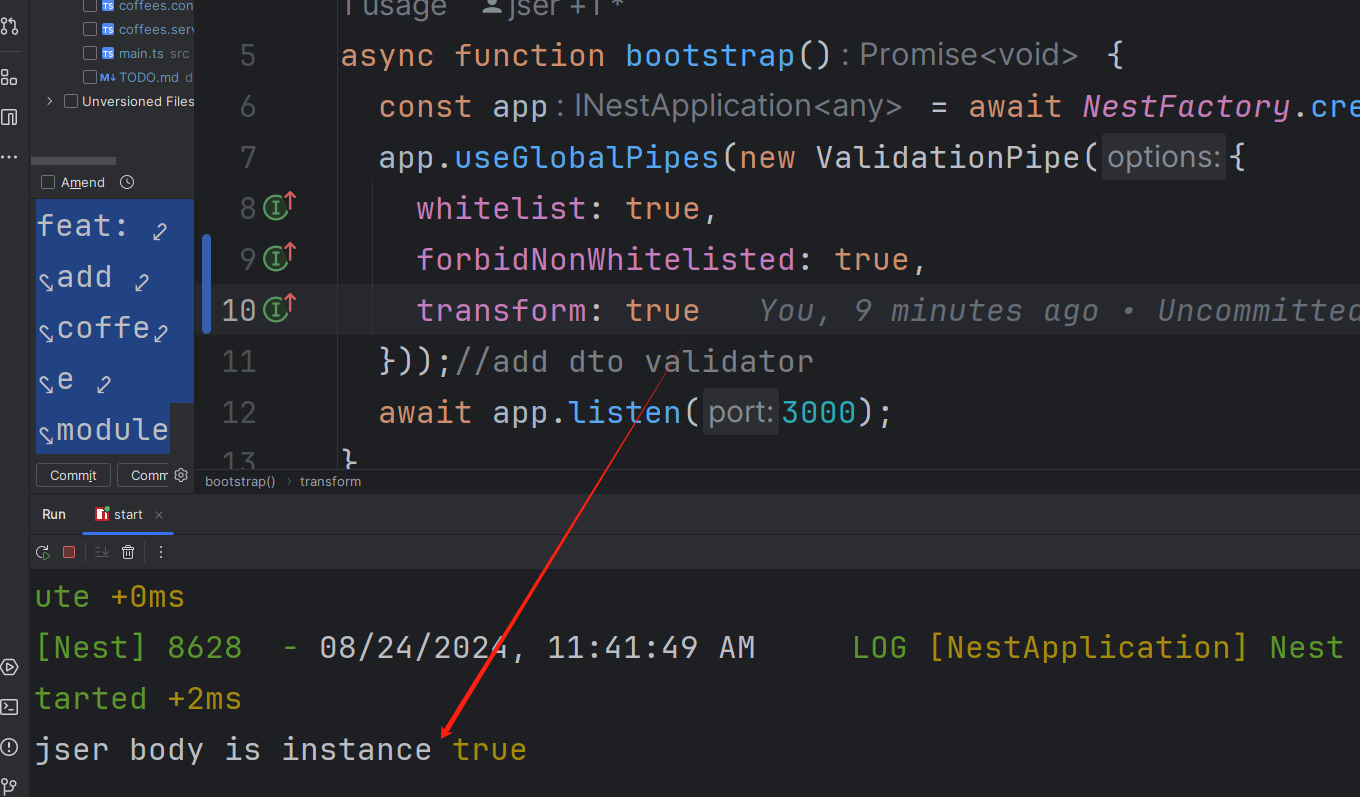 coffees.con
coffees.serv
main.ts src
TODO.md d
Unversioned Files
Amend
feat:
add
coffe
e
module
Commit
Comm
1 usage jser +1 *
5 async function bootstrap() : Promise<void> {
6 const app : INestApplication<any> = await NestFactory.cre
7 app.useGlobalPipes(new ValidationPipe( options: {
8 whitelist: true,
9 forbidNonWhitelisted: true,
10 transform: true You, 9 minutes ago • Uncommitted
11 }));//add dto validator
12 await app.listen( port: 3000);
13 }
bootstrap() › transform
Run start
ute +0ms
[Nest] 8628 - 08/24/2024, 11:41:49 AM LOG [NestApplication] Nest
tarted +2ms
jser body is instance true